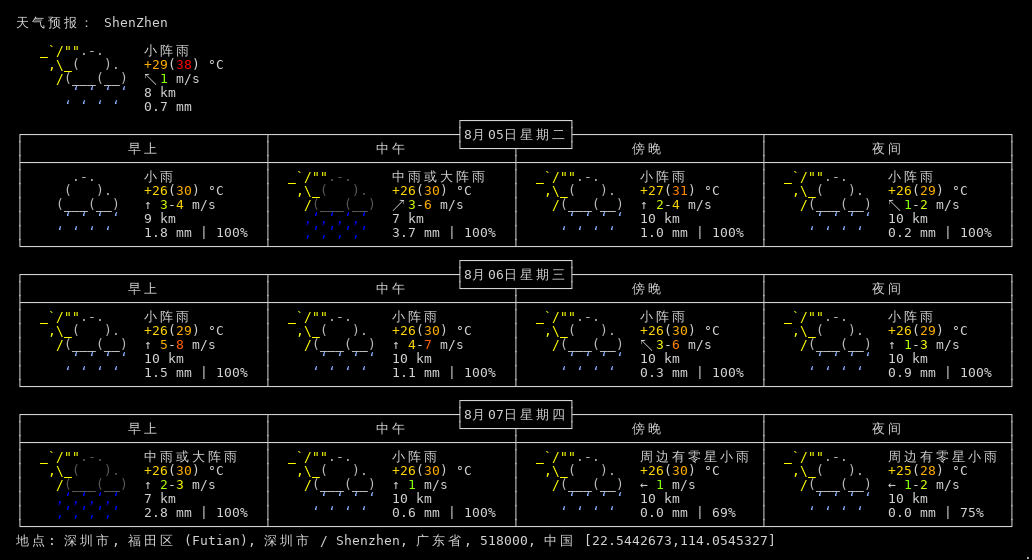 天气预报： ShenZhen
小阵雨
+29(38) °C
↖ 1 m/s
8 km
0.7 mm
8月05日星期二
早上 中午 傍晚 夜间
小雨 中雨或大阵雨 小阵雨 小阵雨
+26(30) °C +26(30) °C +27(31) °C +26(29) °C
↑ 3-4 m/s ↗ 3-6 m/s ↑ 2-4 m/s ↖ 1-2 m/s
9 km 7 km 10 km 10 km
1.8 mm | 100% 3.7 mm | 100% 1.0 mm | 100% 0.2 mm | 100%
8月06日星期三
早上 中午 傍晚 夜间
小阵雨 小阵雨 小阵雨 小阵雨
+26(29) °C +26(30) °C +26(30) °C +26(29) °C
↑ 5-8 m/s ↑ 4-7 m/s ↖ 3-6 m/s ↑ 1-3 m/s
10 km 10 km 10 km 10 km
1.5 mm | 100% 1.1 mm | 100% 0.3 mm | 100% 0.9 mm | 100%
8月07日星期四
早上 中午 傍晚 夜间
中雨或大阵雨 小阵雨 周边有零星小雨 周边有零星小雨
+26(30) °C +26(30) °C +26(30) °C +25(28) °C
↑ 2-3 m/s ↑ 1 m/s ← 1 m/s ← 1-2 m/s
7 km 10 km 10 km 10 km
2.8 mm | 100% 0.6 mm | 100% 0.0 mm | 69% 0.0 mm | 75%
地点: 深圳市, 福田区 (Futian), 深圳市 / Shenzhen, 广东省, 518000, 中国 [22.5442673,114.0545327]